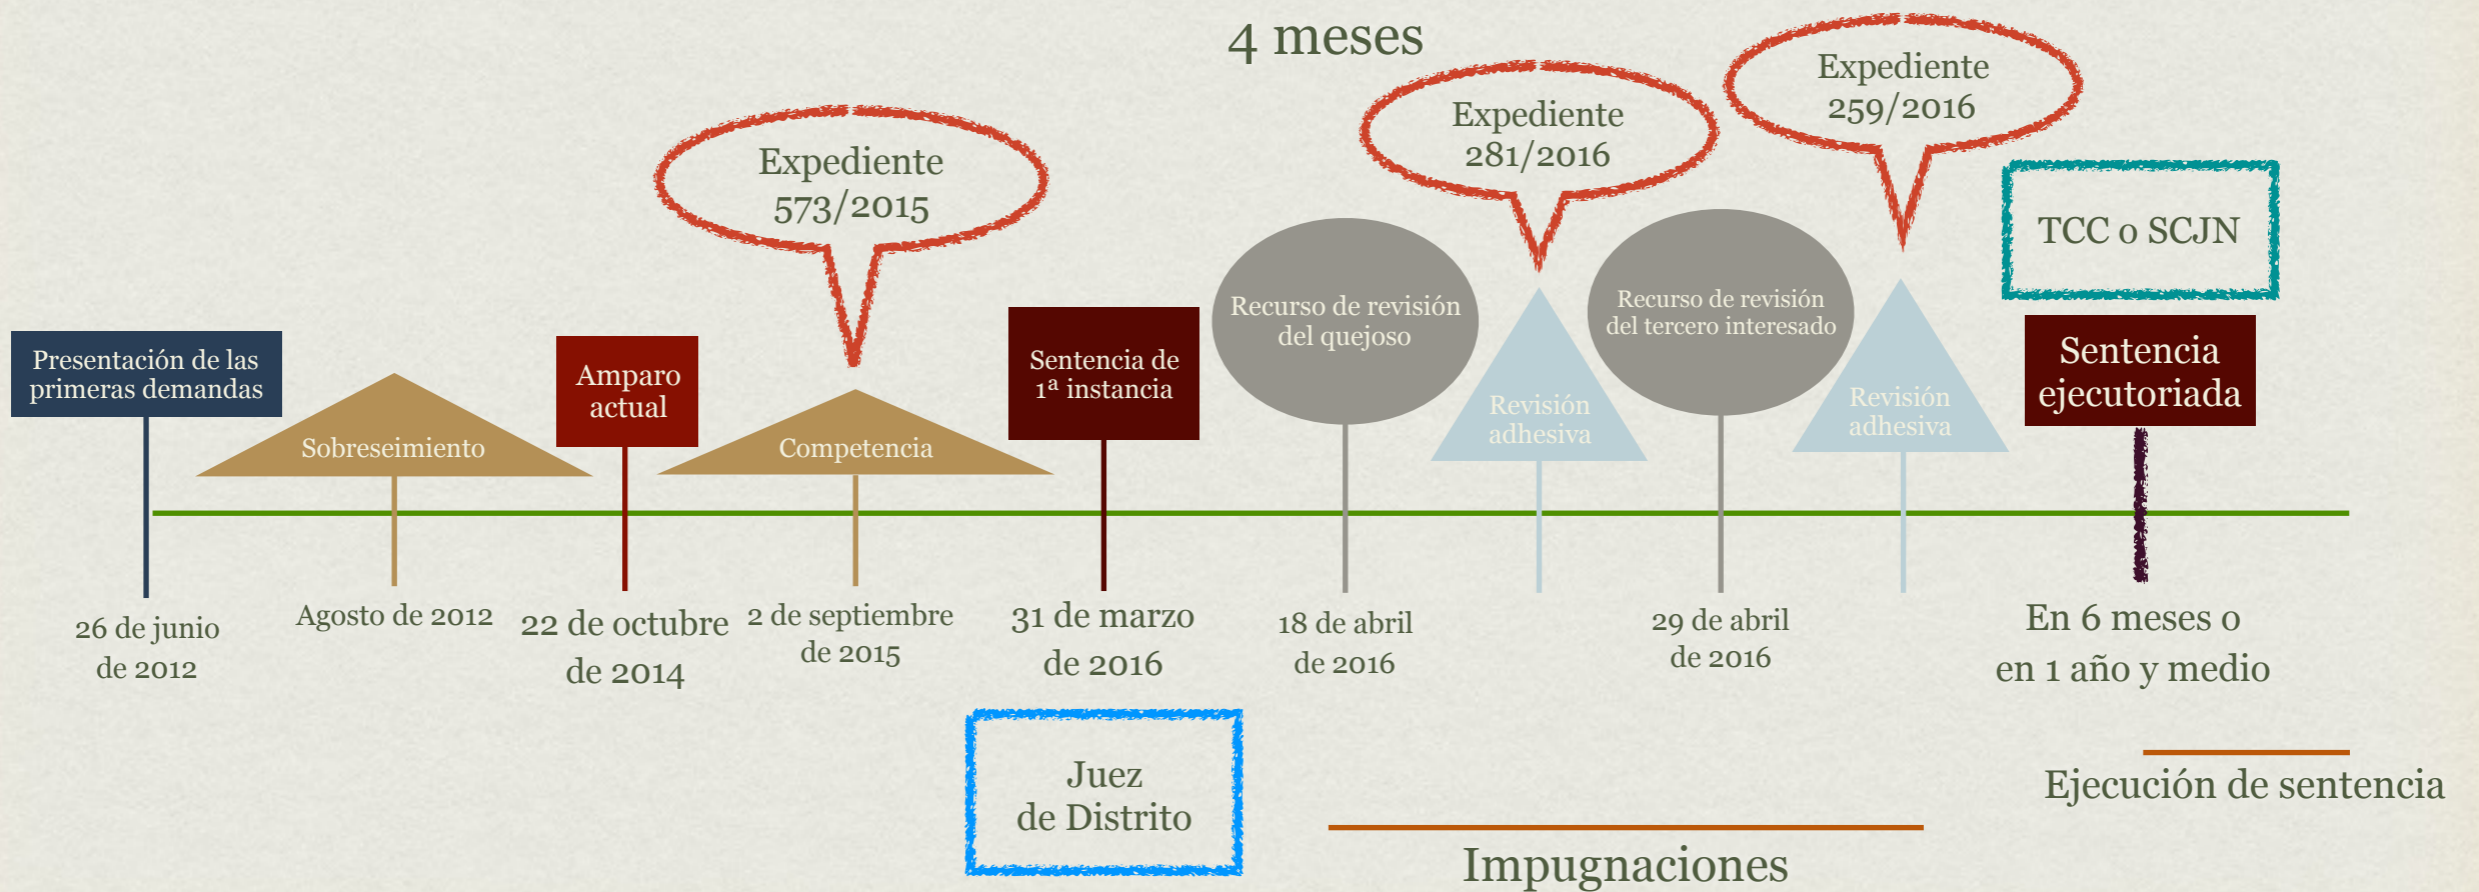 4 meses
Expediente
573/2015
Expediente
281/2016
Expediente
259/2016
TCC o SCJN
Presentación de las
primeras demandas
Sobreseimiento
Amparo
actual
Competencia
Sentencia de
1ª instancia
Recurso de revisión
del quejoso
Revisión
adhesiva
Recurso de revisión
del tercero interesado
Revisión
adhesiva
Sentencia
ejecutoriada
26 de junio
de 2012
Agosto de 2012
22 de octubre
de 2014
2 de septiembre
de 2015
31 de marzo
de 2016
18 de abril
de 2016
29 de abril
de 2016
En 6 meses o
en 1 año y medio
Juez
de Distrito
Impugnaciones
Ejecución de sentencia